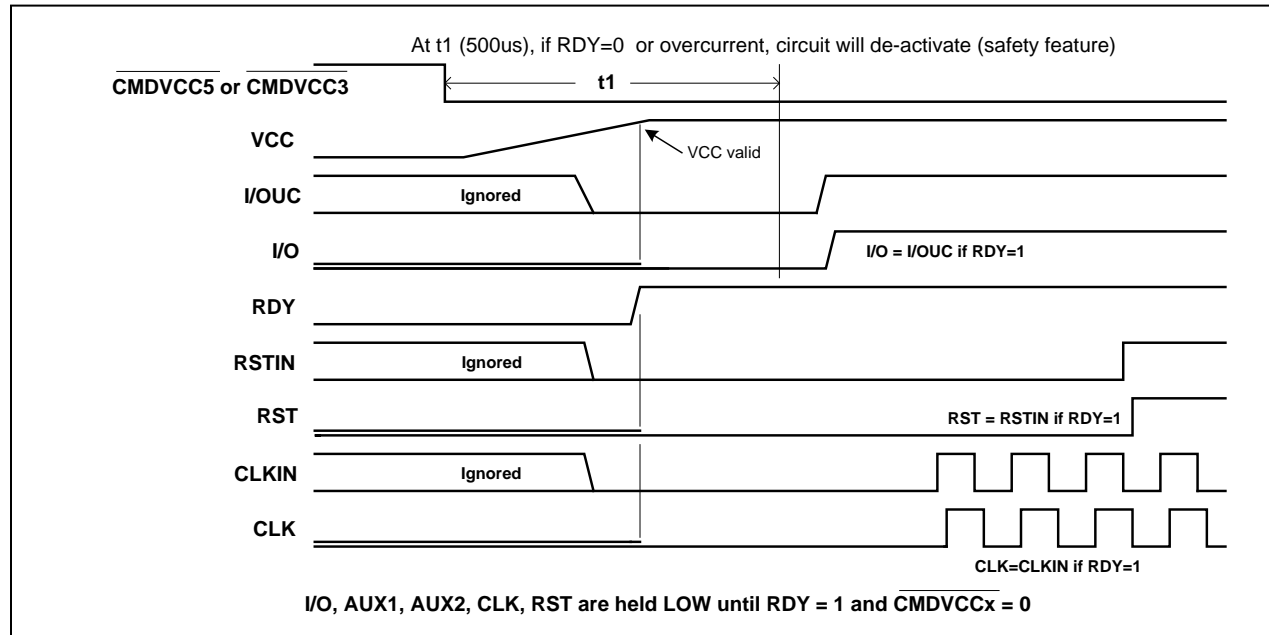 At t1 (500us), if RDY=0 or overcurrent, circuit will de-activate (safety feature)
CMDVCC5 or CMDVCC3
t1
VCC
VCC valid
I/OUC
Ignored
I/O
I/O = I/OUC if RDY=1
RDY
RSTIN
Ignored
RST
RST = RSTIN if RDY=1
CLKIN
Ignored
CLK
CLK=CLKIN if RDY=1
I/O, AUX1, AUX2, CLK, RST are held LOW until RDY = 1 and CMDVCCx = 0